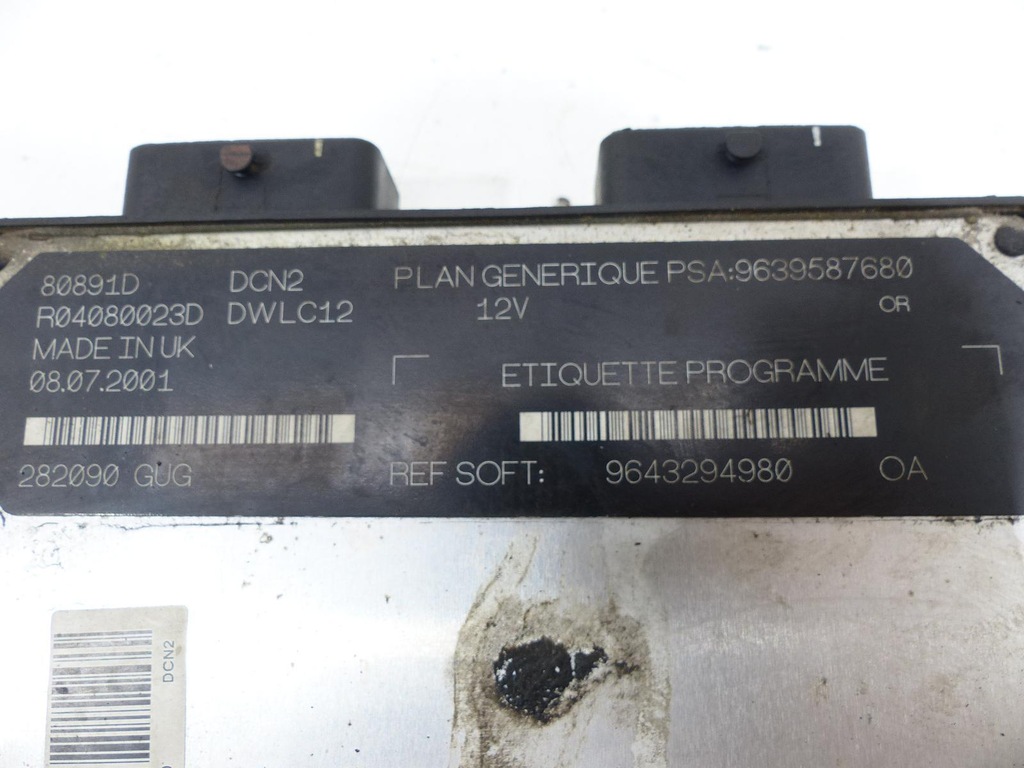 80891D DCN2 PLAN GENERIQUE PSA:9639587680
R04080023D DWLC12 12V OR
MADE IN UK
08.07.2001 ETIQUETTE PROGRAMME
282090 GUG REF SOFT: 9643294980 OA
DCN2